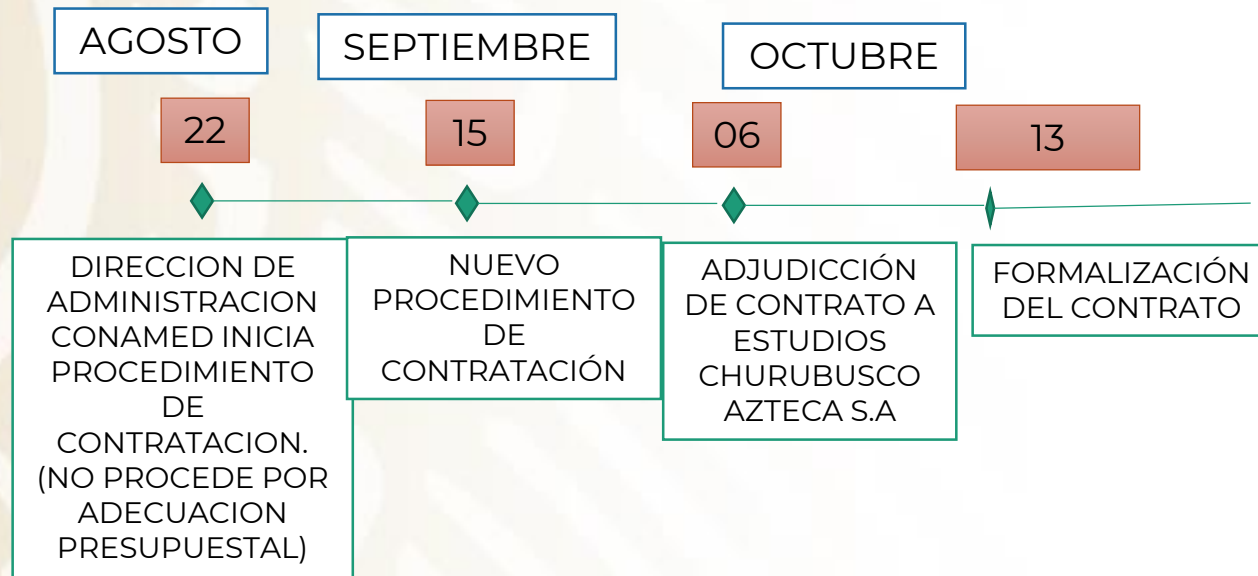 AGOSTO
SEPTIEMBRE
OCTUBRE
22
15
06
13
DIRECCION DE
ADMINISTRACION
CONAMED INICIA
PROCEDIMIENTO
DE
CONTRATACION.
(NO PROCEDE POR
ADECUACION
PRESUPUESTAL)
NUEVO
PROCEDIMIENTO
DE
CONTRATACIÓN
ADJUDICCIÓN
DE CONTRATO A
ESTUDIOS
CHURUBUSCO
AZTECA S.A
FORMALIZACIÓN
DEL CONTRATO